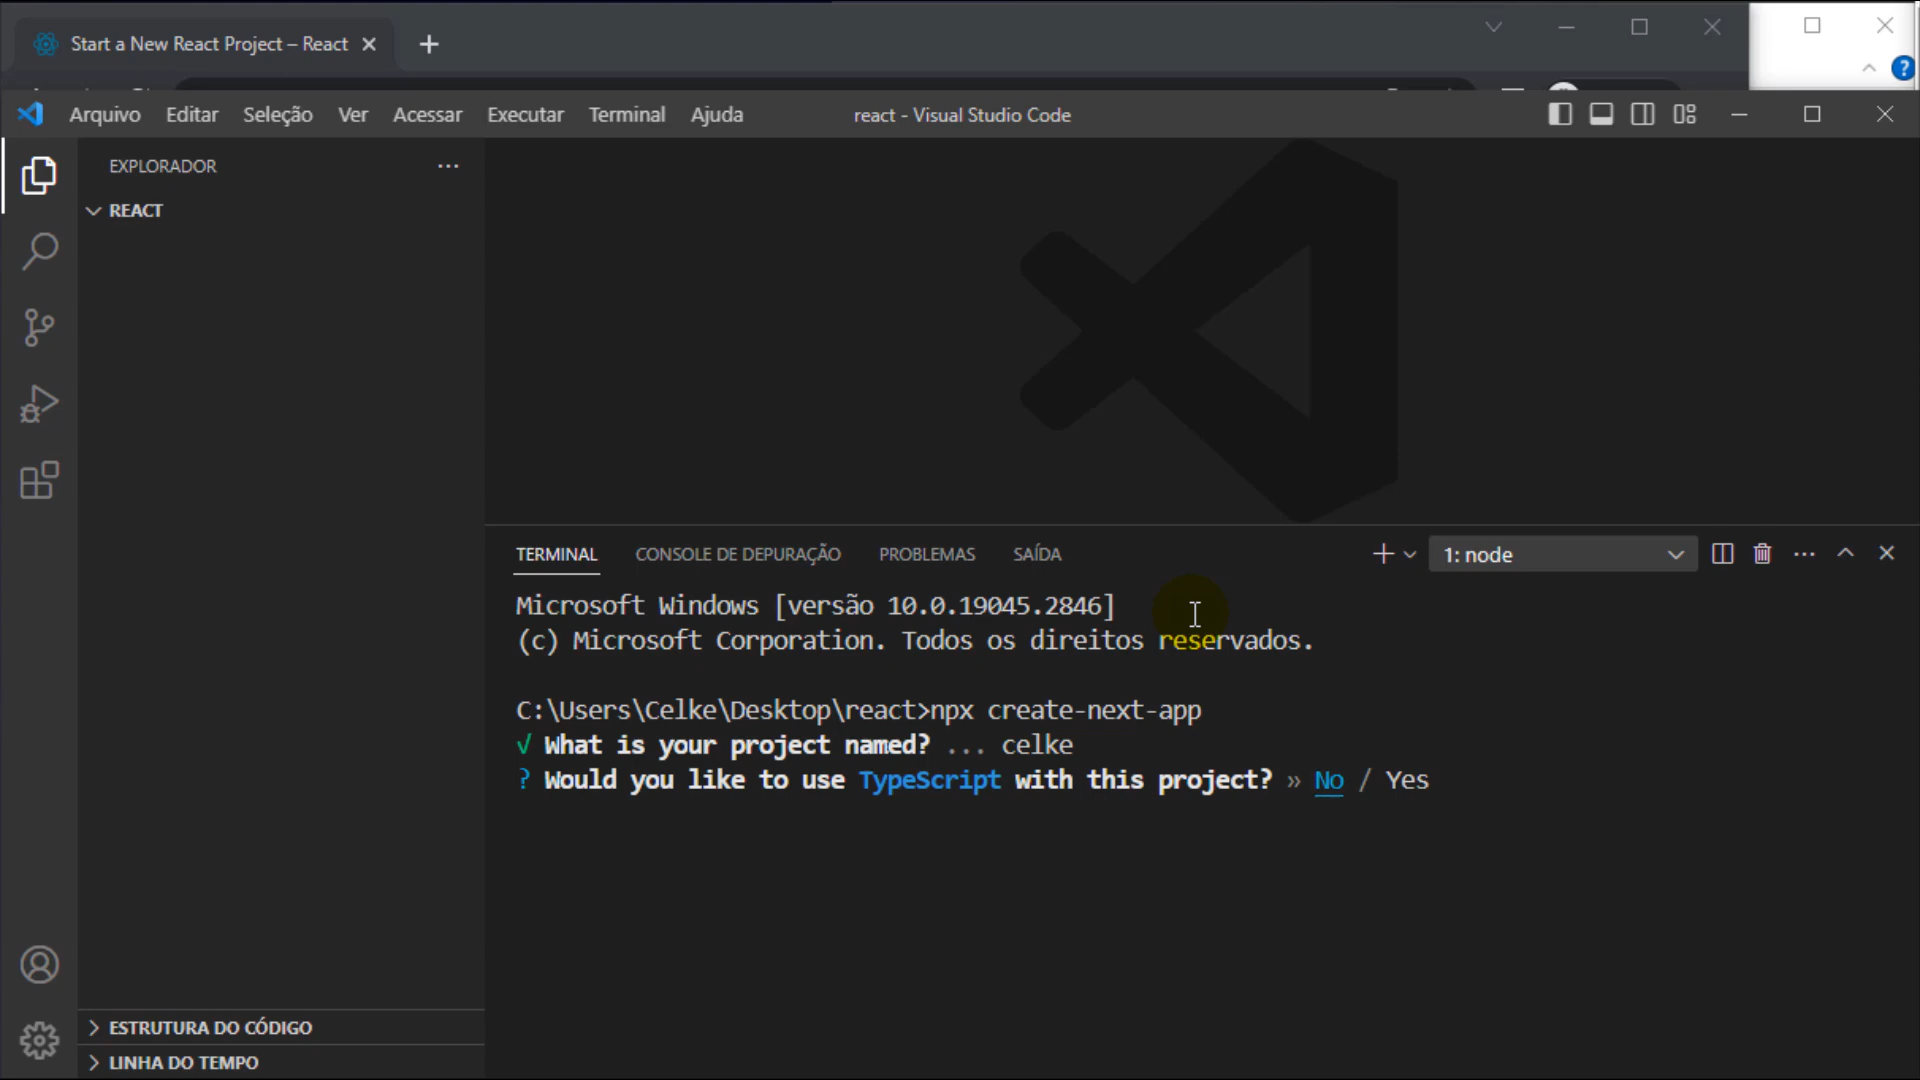 Start a New React Project – React
Arquivo Editar Seleção Ver Acessar Executar Terminal Ajuda
react - Visual Studio Code
EXPLORADOR
REACT
TERMINAL CONSOLE DE DEPURAÇÃO PROBLEMAS SAÍDA
1: node
Microsoft Windows [versão 10.0.19045.2846]
(c) Microsoft Corporation. Todos os direitos reservados.
C:\Users\Celke\Desktop\react>npx create-next-app
√ What is your project named? ... celke
? Would you like to use TypeScript with this project? » No / Yes
ESTRUTURA DO CÓDIGO
LINHA DO TEMPO